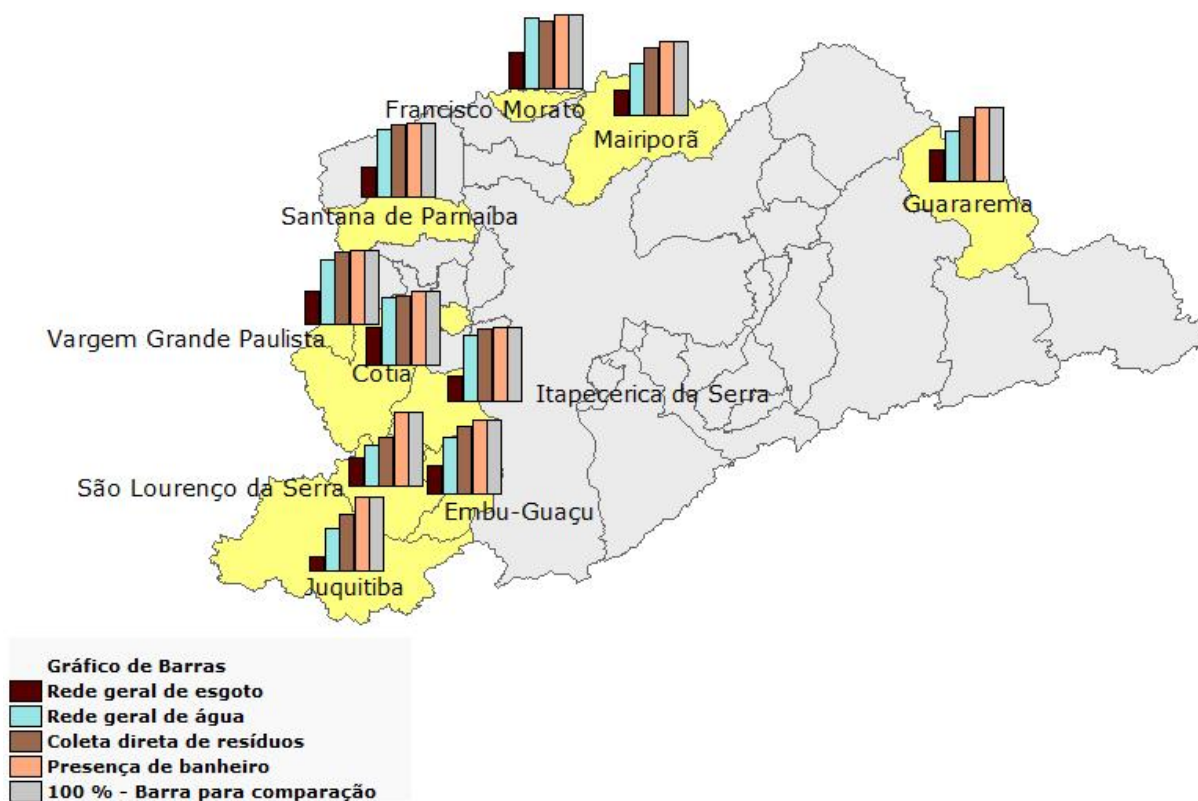 Francisco Morato
Mairiporã
Santana de Parnaíba
Guararema
Vargem Grande Paulista
Cotia
Itapecerica da Serra
São Lourenço da Serra
Embu-Guaçu
Juquitiba
Gráfico de Barras
Rede geral de esgoto
Rede geral de água
Coleta direta de resíduos
Presença de banheiro
100 % - Barra para comparação